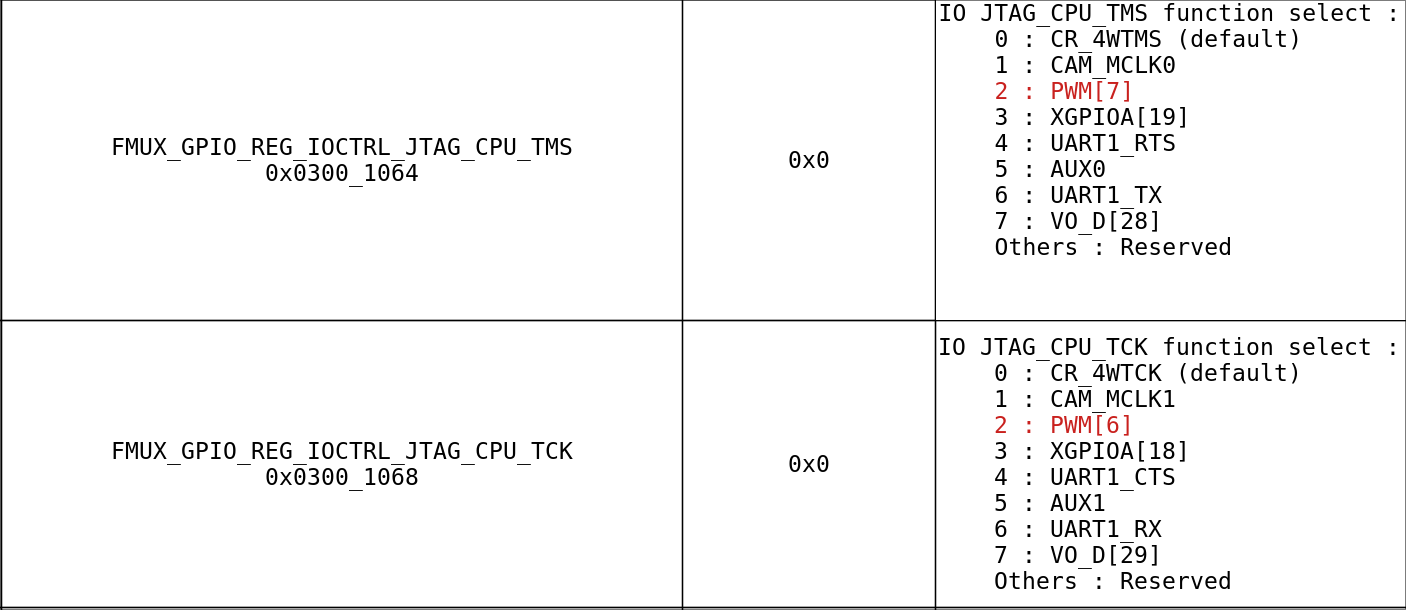 FMUX_GPIO_REG_IOCTRL_JTAG_CPU_TMS
0x0300_1064
0x0
IO JTAG_CPU_TMS function select :
0 : CR_4WTMS (default)
1 : CAM_MCLK0
2 : PWM[7]
3 : XGPIOA[19]
4 : UART1_RTS
5 : AUX0
6 : UART1_TX
7 : VO_D[28]
Others : Reserved
FMUX_GPIO_REG_IOCTRL_JTAG_CPU_TCK
0x0300_1068
0x0
IO JTAG_CPU_TCK function select :
0 : CR_4WTCK (default)
1 : CAM_MCLK1
2 : PWM[6]
3 : XGPIOA[18]
4 : UART1_CTS
5 : AUX1
6 : UART1_RX
7 : VO_D[29]
Others : Reserved